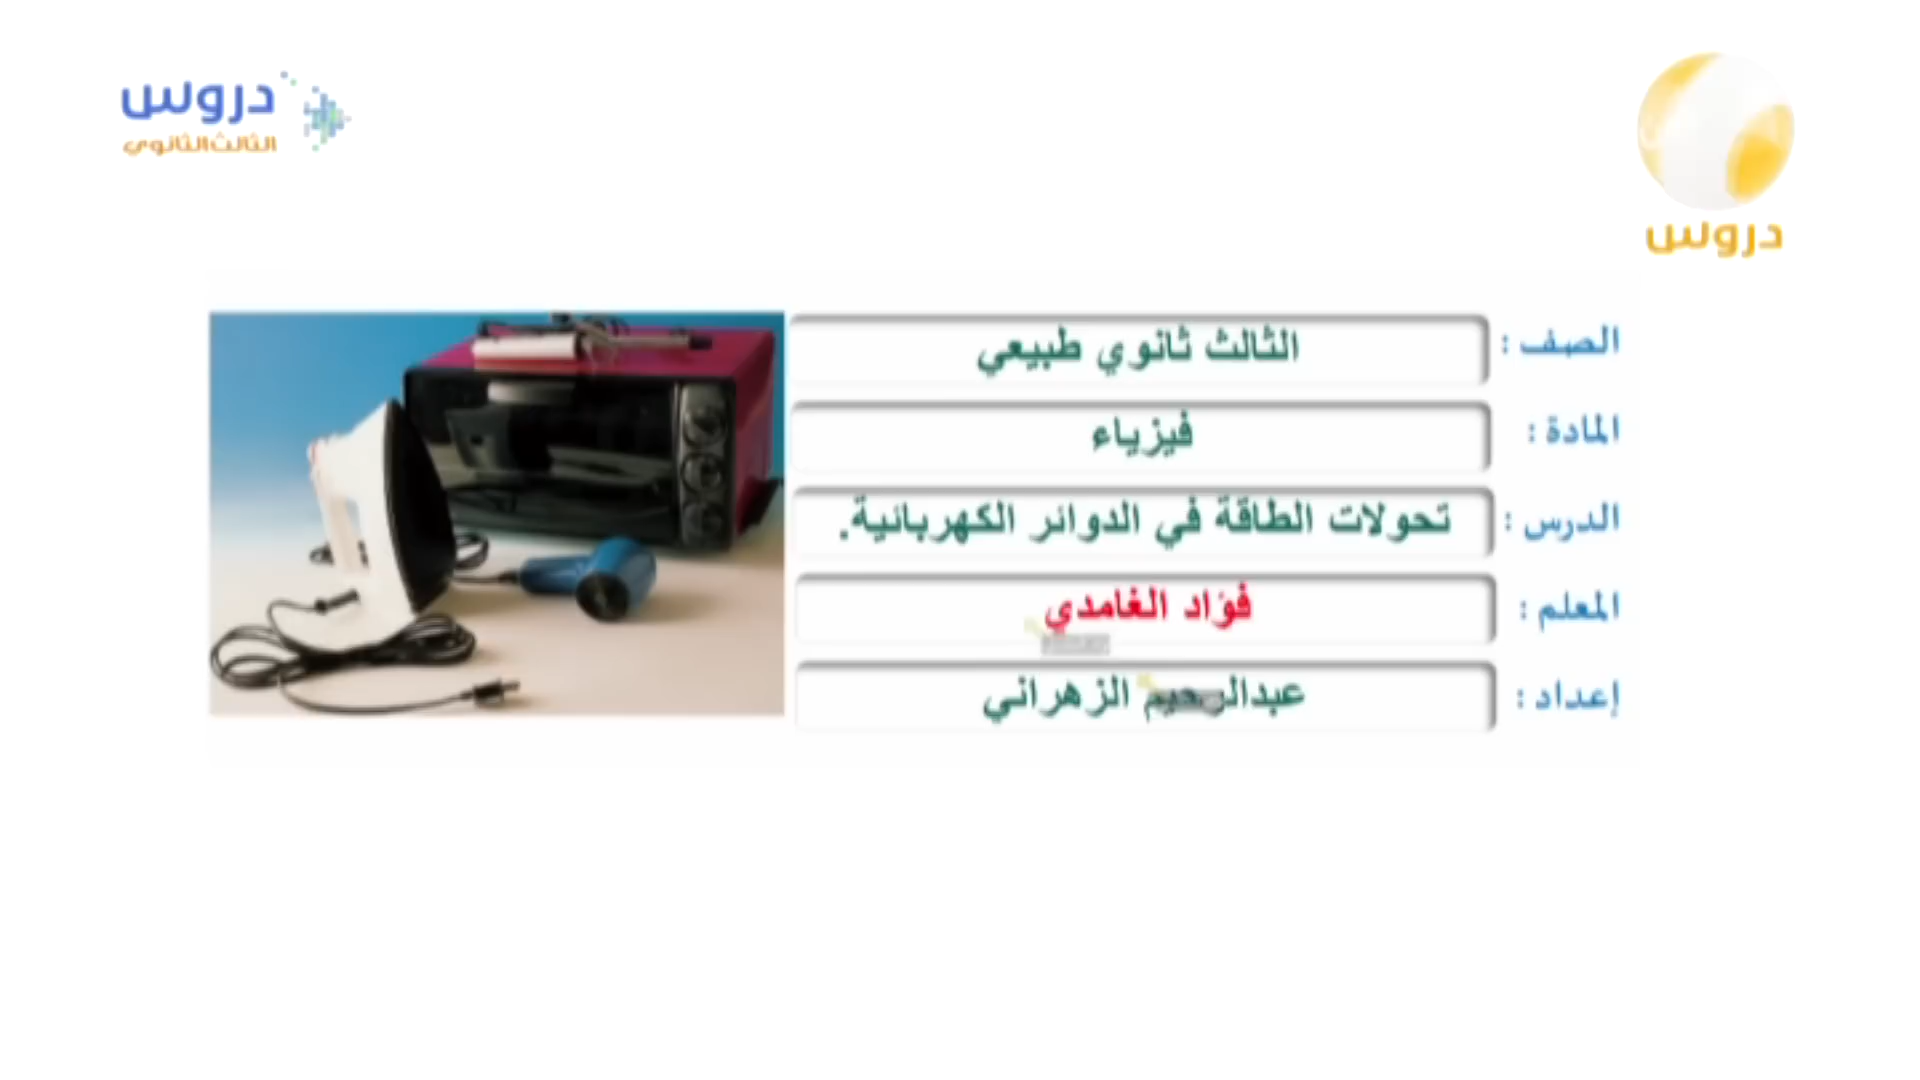 دروس
الثالث الثانوي
دروس
الصف : الثالث ثانوي طبيعي
المادة : فيزياء
الدرس : تحولات الطاقة في الدوائر الكهربائية.
المعلم : فؤاد الغامدي
إعداد : عبدالرحيم الزهراني